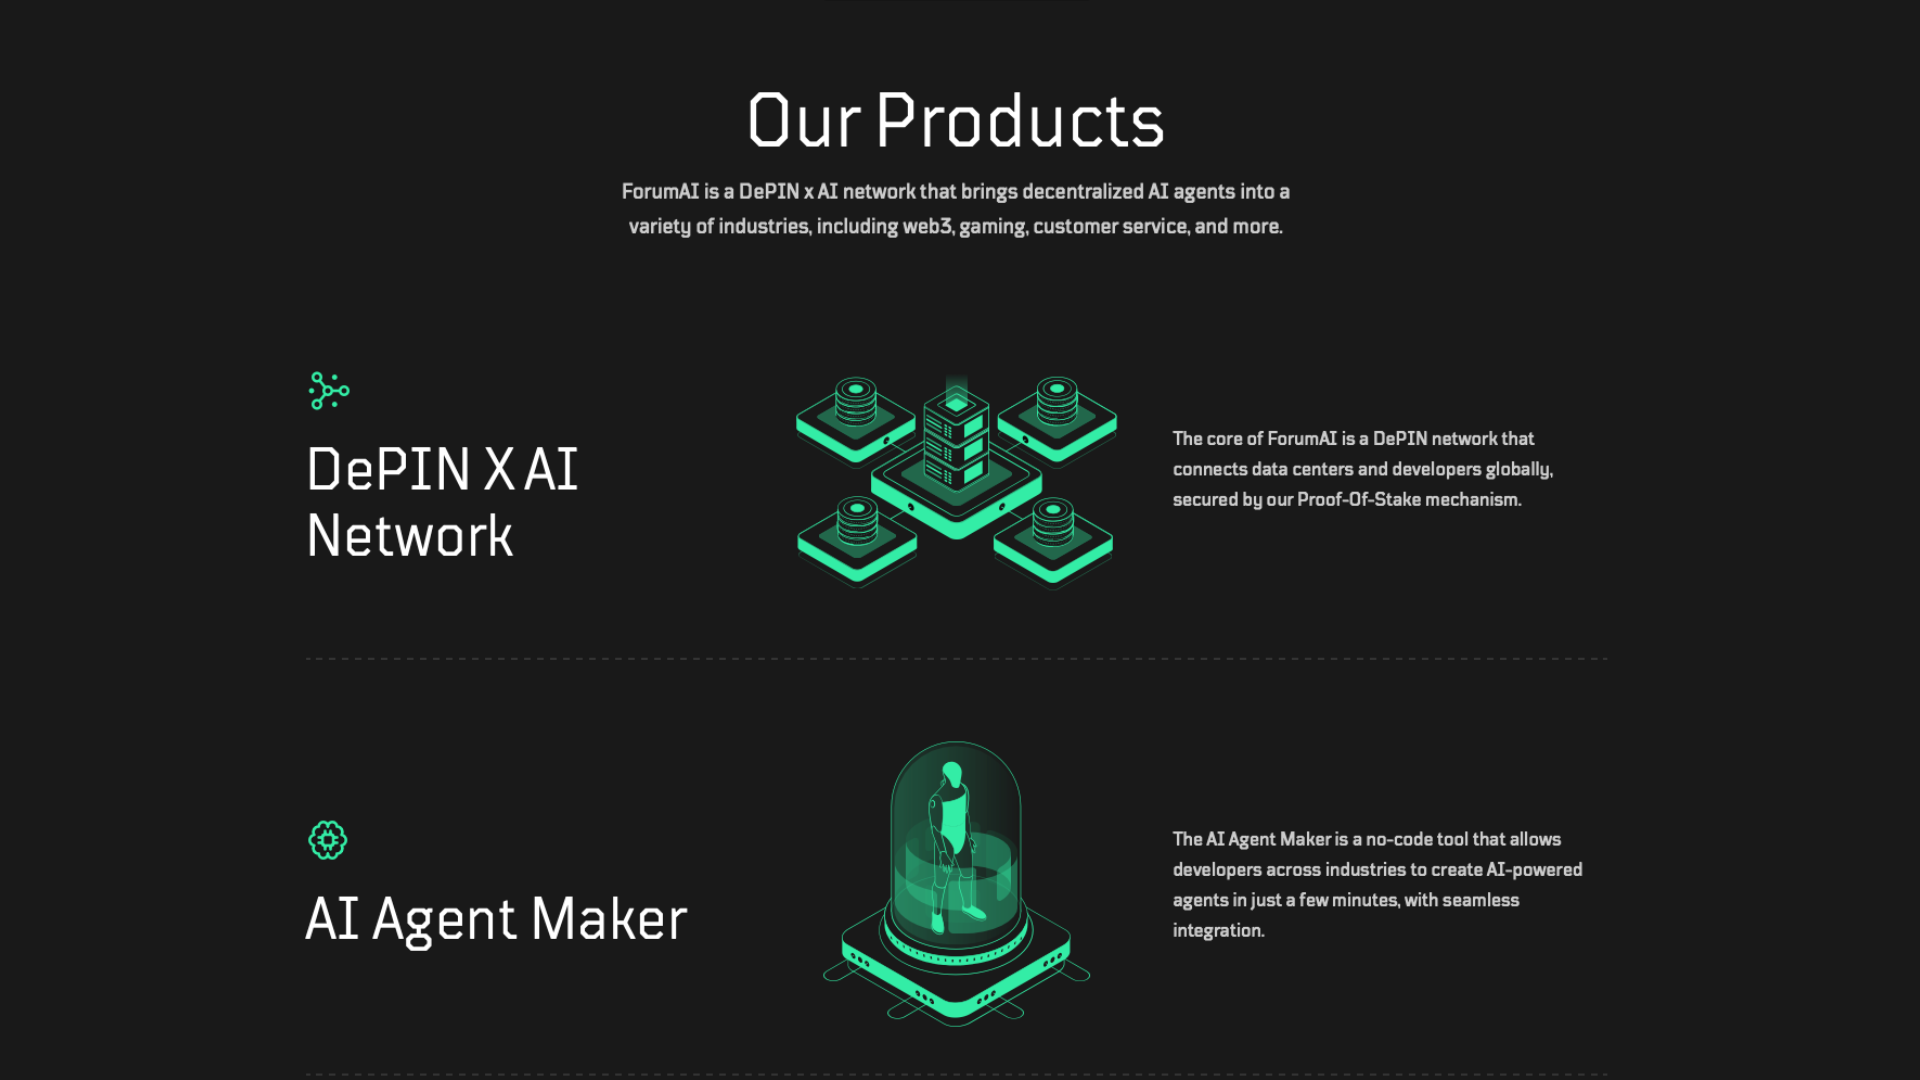 Our Products
ForumAI is a DePIN x AI network that brings decentralized AI agents into a
variety of industries, including web3, gaming, customer service, and more.
DePIN X AI
Network
The core of ForumAI is a DePIN network that
connects data centers and developers globally,
secured by our Proof-Of-Stake mechanism.
AI Agent Maker
The AI Agent Maker is a no-code tool that allows
developers across industries to create AI-powered
agents in just a few minutes, with seamless
integration.